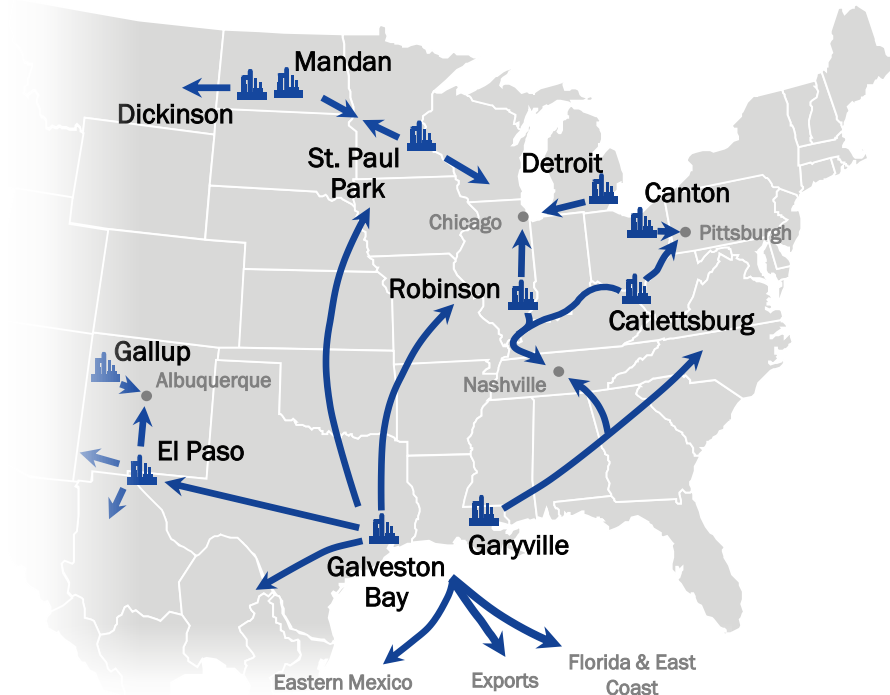 Mandan
Dickinson
St. Paul
Park
Detroit
Canton
Chicago
Pittsburgh
Robinson
Catlettsburg
Gallup
Albuquerque
Nashville
El Paso
Garyville
Galveston
Bay
Eastern Mexico
Exports
Florida & East
Coast